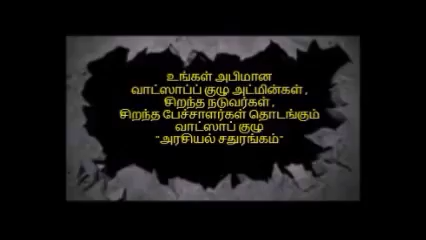 உங்கள் அபிமான
வாட்ஸாப்ப் குழு அட்மின்கள் ,
சிறந்த நடுவர்கள் ,
சிறந்த பேச்சாளர்கள் தொடங்கும்
வாட்ஸாப் குழு
"அரசியல் சதுரங்கம்"